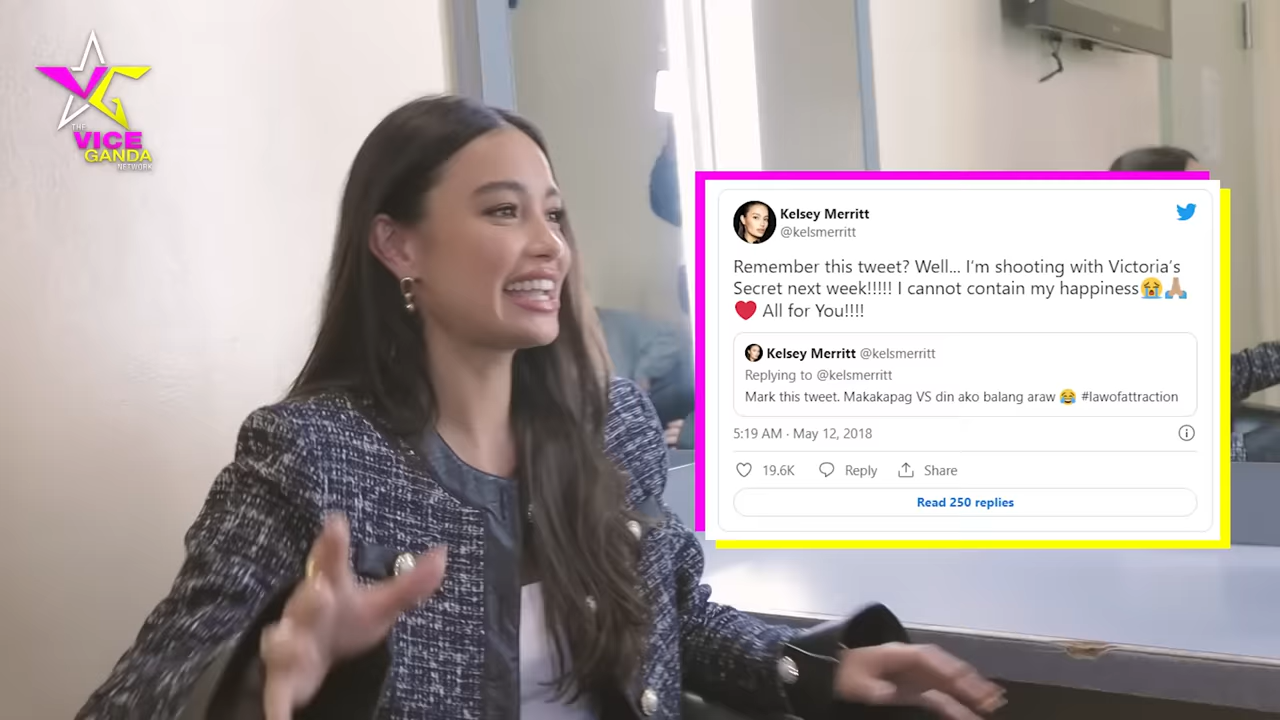 THE
VICE
GANDA
NETWORK
Kelsey Merritt
@kelsmerritt
Remember this tweet? Well... I'm shooting with Victoria's
Secret next week!!!!! I cannot contain my happiness😭🙏🏽
❤️ All for You!!!!
Kelsey Merritt @kelsmerritt
Replying to @kelsmerritt
Mark this tweet. Makakapag VS din ako balang araw 😂 #lawofattraction
5:19 AM · May 12, 2018
19.6K Reply Share
Read 250 replies